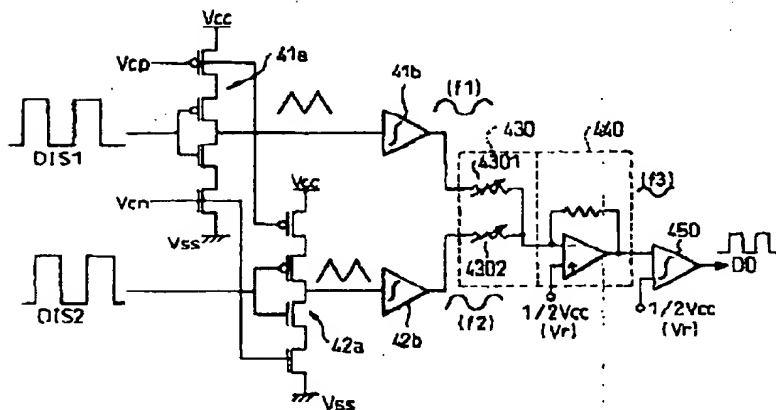 Vcc
Vcp
41a
DIS1
Vcn
Vss
41b
(f1)
430
440
4301
4302
(f3)
450
DO
1/2Vcc
(Vr)
1/2Vcc
(Vr)
Vcc
DIS2
42a
Vss
42b
(f2)